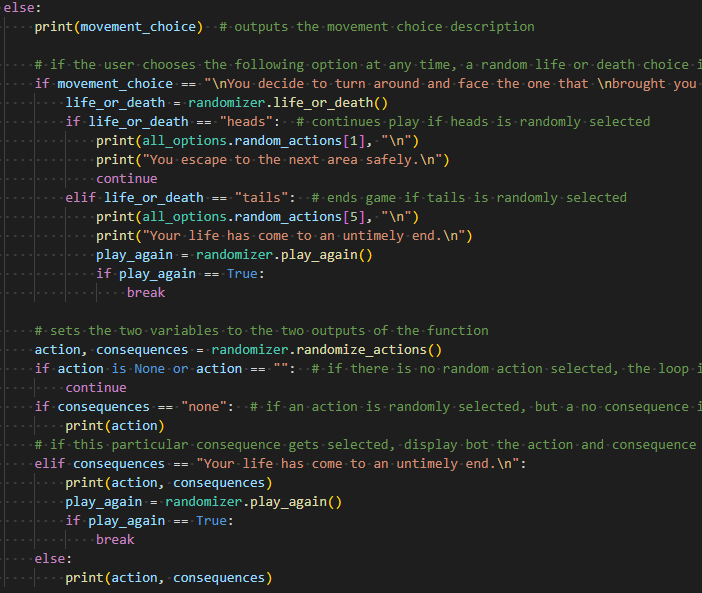 else:
print(movement_choice) # outputs the movement choice description
# if the user chooses the following option at any time, a random life or death choice i
if movement_choice == "\nYou decide to turn around and face the one that \nbrought you
life_or_death = randomizer.life_or_death()
if life_or_death == "heads": # continues play if heads is randomly selected
print(all_options.random_actions[1], "\n")
print("You escape to the next area safely.\n")
continue
elif life_or_death == "tails": # ends game if tails is randomly selected
print(all_options.random_actions[5], "\n")
print("Your life has come to an untimely end.\n")
play_again = randomizer.play_again()
if play_again == True:
break
# sets the two variables to the two outputs of the function
action, consequences = randomizer.randomize_actions()
if action is None or action == "": # if there is no random action selected, the loop i
continue
if consequences == "none": # if an action is randomly selected, but a no consequence i
print(action)
# if this particular consequence gets selected, display bot the action and consequence
elif consequences == "Your life has come to an untimely end.\n":
print(action, consequences)
play_again = randomizer.play_again()
if play_again == True:
break
else:
print(action, consequences)